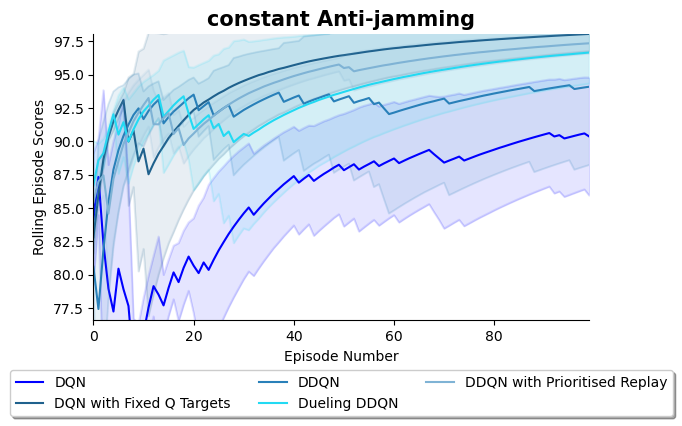 constant Anti-jamming
97.5
95.0
92.5
90.0
87.5
85.0
82.5
80.0
77.5
Rolling Episode Scores
0 20 40 60 80
Episode Number
DQN DDQN DDQN with Prioritised Replay
DQN with Fixed Q Targets Dueling DDQN